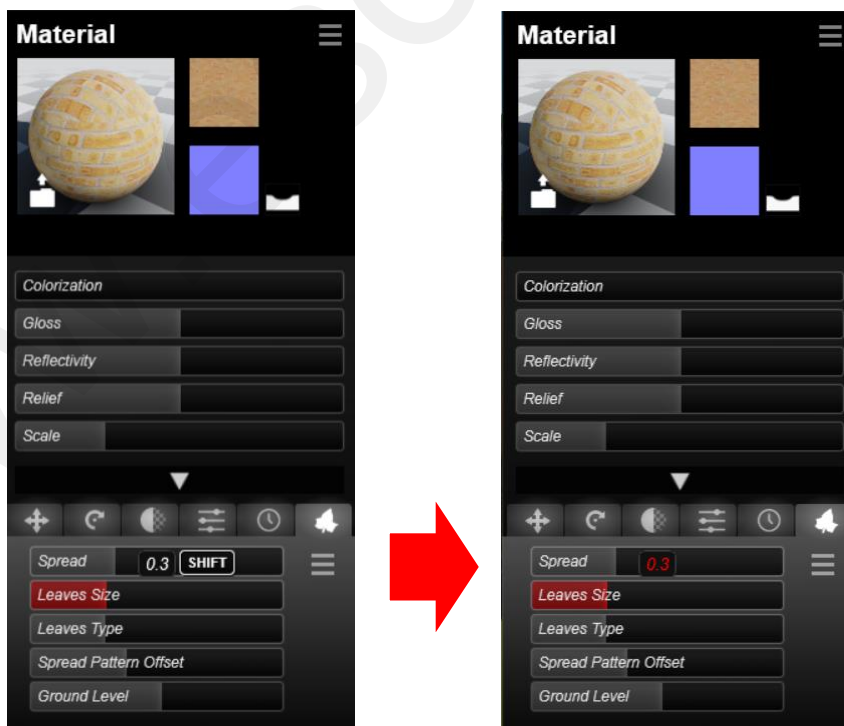 Material
Colorization
Gloss
Reflectivity
Relief
Scale
Spread 0.3 SHIFT
Leaves Size
Leaves Type
Spread Pattern Offset
Ground Level
Material
Colorization
Gloss
Reflectivity
Relief
Scale
Spread 0.3
Leaves Size
Leaves Type
Spread Pattern Offset
Ground Level